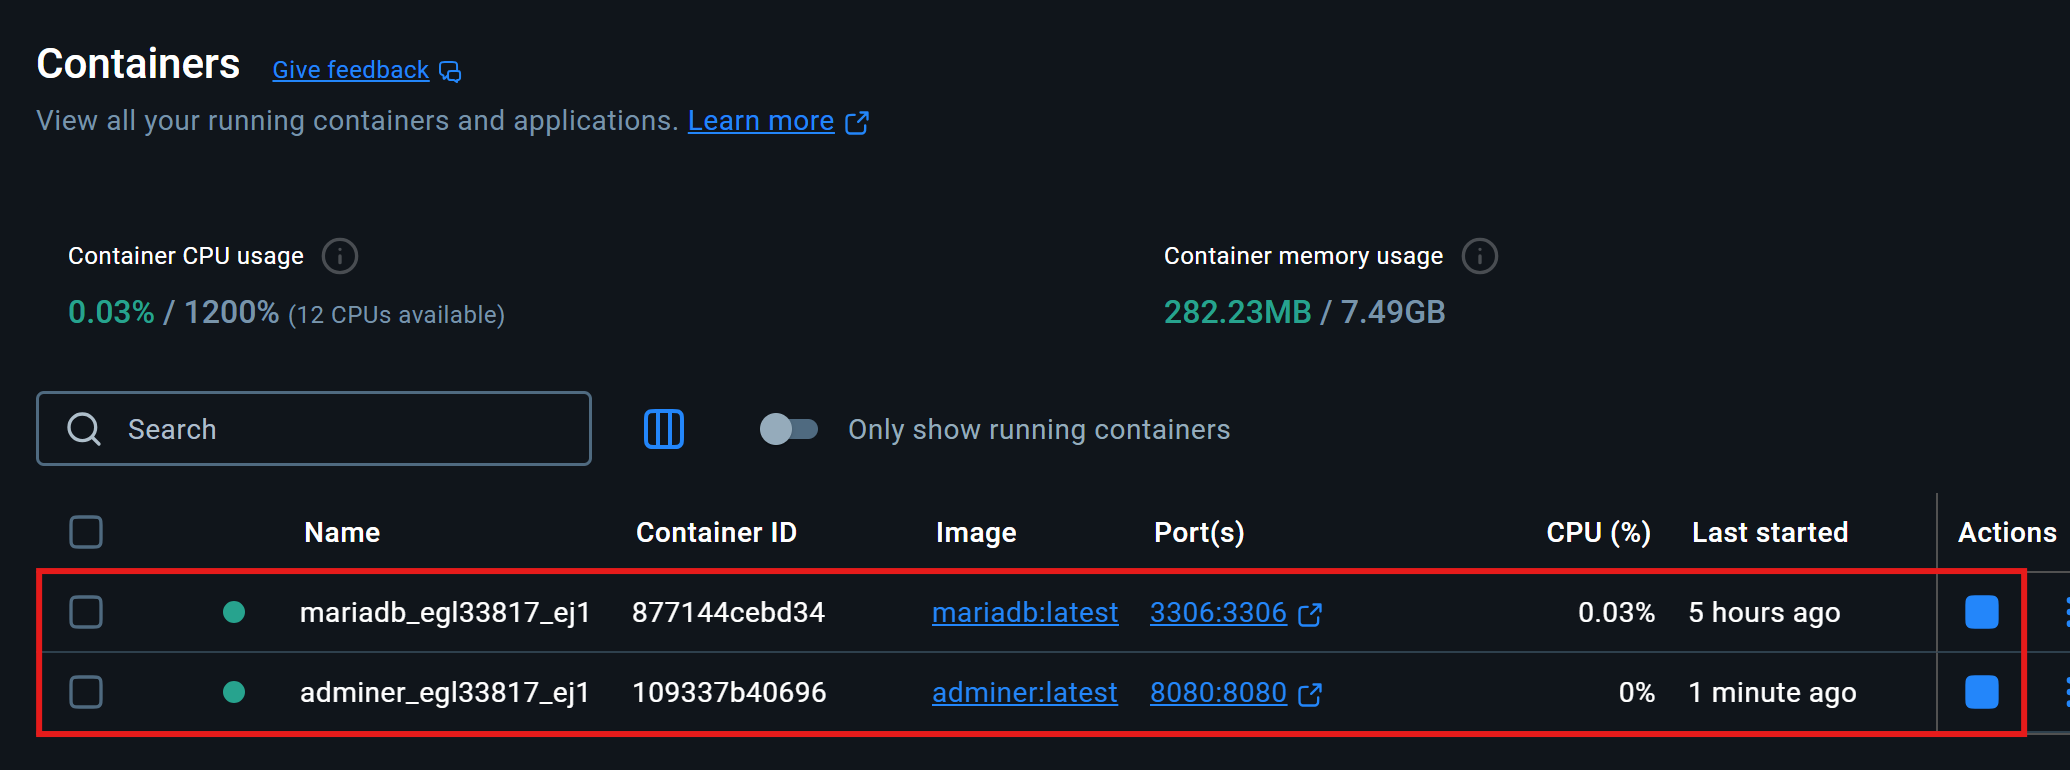 Containers Give feedback
View all your running containers and applications. Learn more
Container CPU usage
0.03% / 1200% (12 CPUs available)
Container memory usage
282.23MB / 7.49GB
Search
Only show running containers
Name Container ID Image Port(s) CPU (%) Last started Actions
mariadb_egl33817_ej1 877144cebd34 mariadb:latest 3306:3306 0.03% 5 hours ago
adminer_egl33817_ej1 109337b40696 adminer:latest 8080:8080 0% 1 minute ago